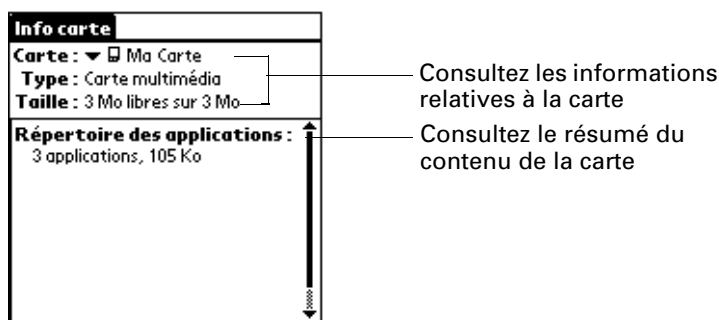 Info carte
Carte : Ma Carte
Type : Carte multimédia
Taille : 3 Mo libres sur 3 Mo
Répertoire des applications :
3 applications, 105 Ko
Consultez les informations
relatives à la carte
Consultez le résumé du
contenu de la carte